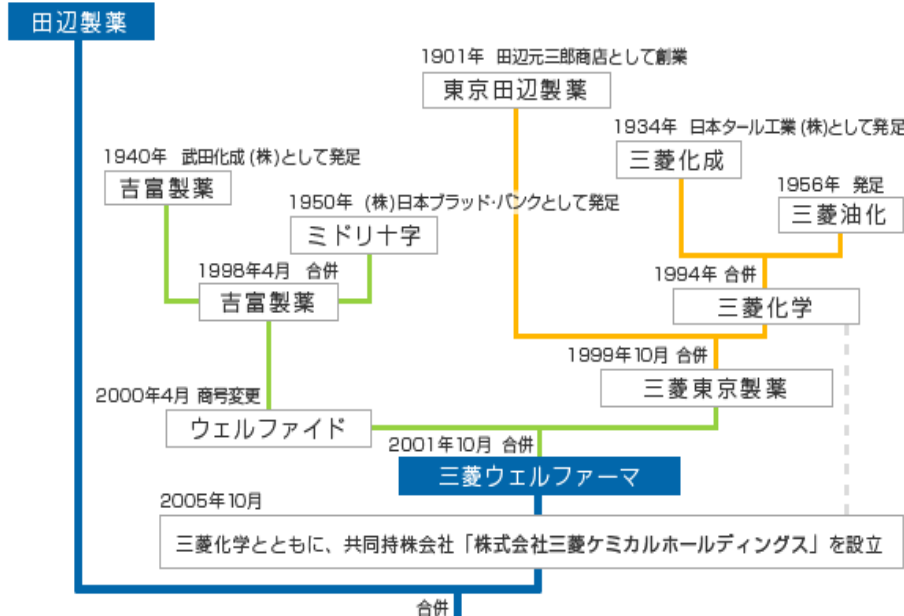 田辺製薬
1901年 田辺元三郎商店として創業
東京田辺製薬
1934年 日本タール工業(株)として発足
三菱化成
1940年 武田化成(株)として発足
吉富製薬
1956年 発足
三菱油化
1950年 (株)日本ブラッド・バンクとして発足
ミドリ十字
1998年4月 合併
吉富製薬
1994年 合併
三菱化学
1999年10月 合併
三菱東京製薬
2000年4月 商号変更
ウェルファイド
2001年10月 合併
三菱ウェルファーマ
2005年10月
三菱化学とともに、共同持株会社「株式会社三菱ケミカルホールディングス」を設立
合併